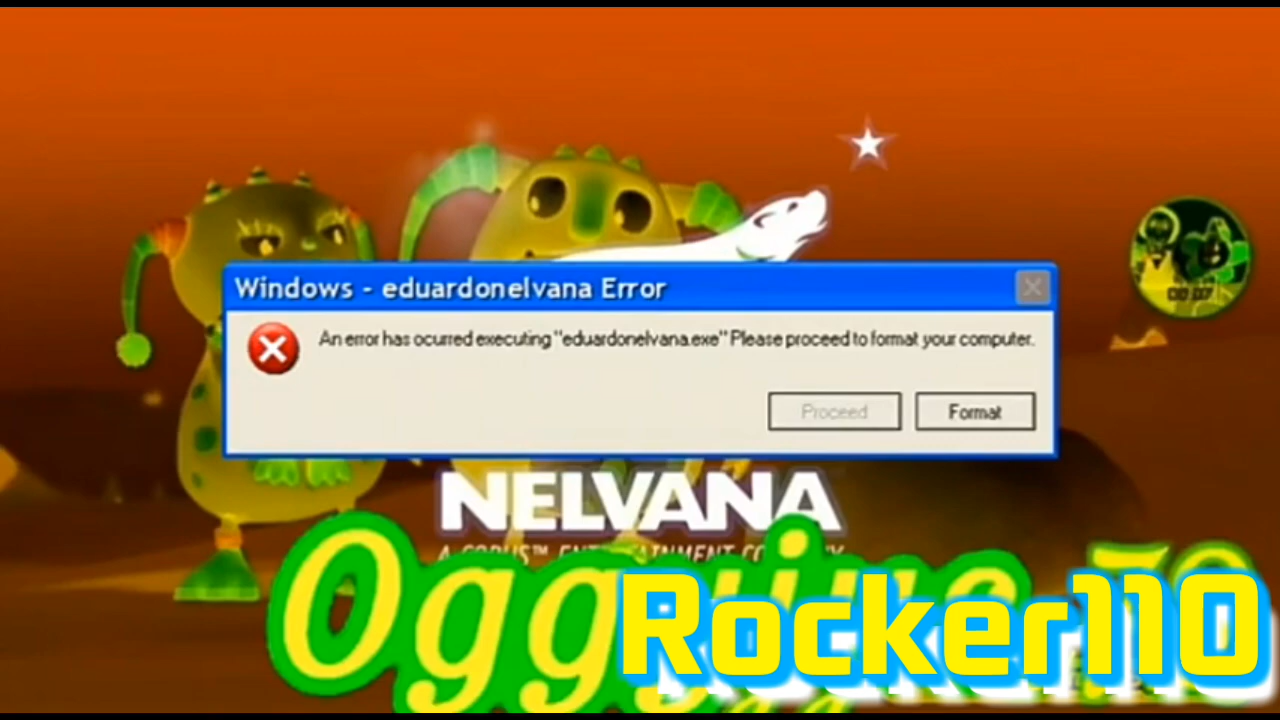 Windows - eduardonelvana Error
An error has ocurred executing "eduardonelvana.exe" Please proceed to format your computer.
Proceed
Format
NELVANA
Rocker110